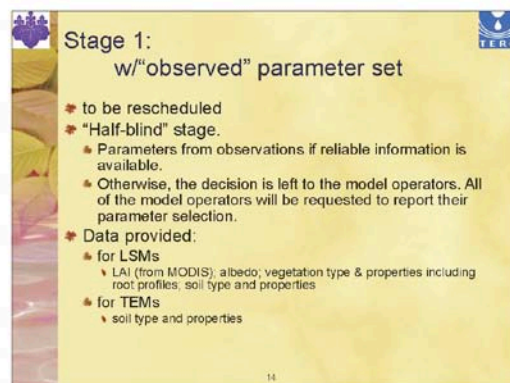 TERC
Stage 1:
w/“observed” parameter set
to be rescheduled
“Half-blind” stage.
Parameters from observations if reliable information is
available.
Otherwise, the decision is left to the model operators. All
of the model operators will be requested to report their
parameter selection.
Data provided:
for LSMs
LAI (from MODIS); albedo; vegetation type & properties including
root profiles; soil type and properties
for TEMs
soil type and properties
14